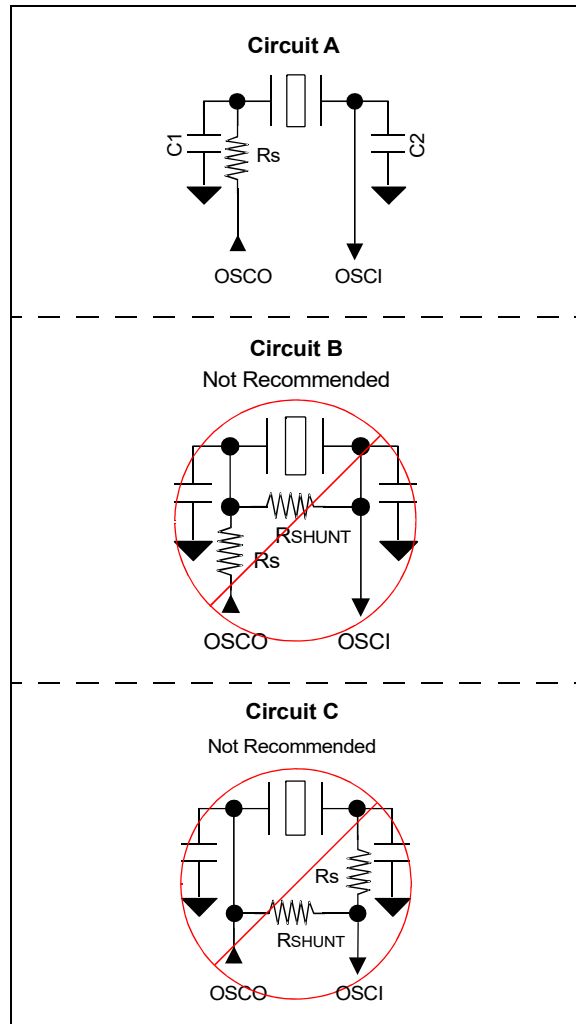 Circuit A
C1
Rs
C2
OSCO
OSCI
Circuit B
Not Recommended
RSHUNT
Rs
OSCO
OSCI
Circuit C
Not Recommended
Rs
RSHUNT
OSCO
OSCI